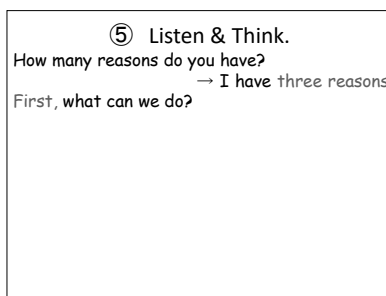 ⑤ Listen & Think.
How many reasons do you have?
→ I have three reasons
First, what can we do?